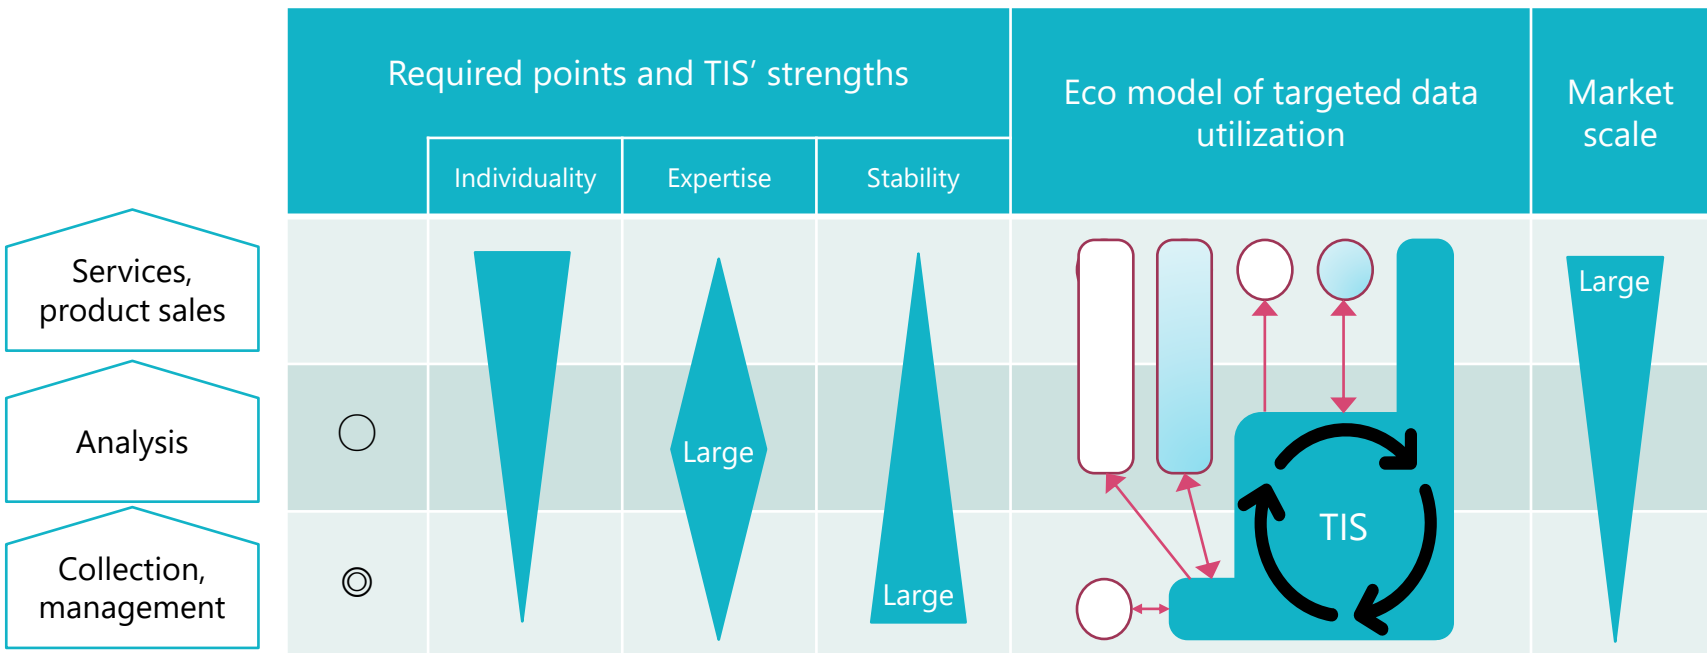 Required points and TIS’ strengths
Eco model of targeted data
utilization
Market
scale
Individuality
Expertise
Stability
Services,
product sales
Large
Analysis
○
Large
Collection,
management
◎
Large
TIS